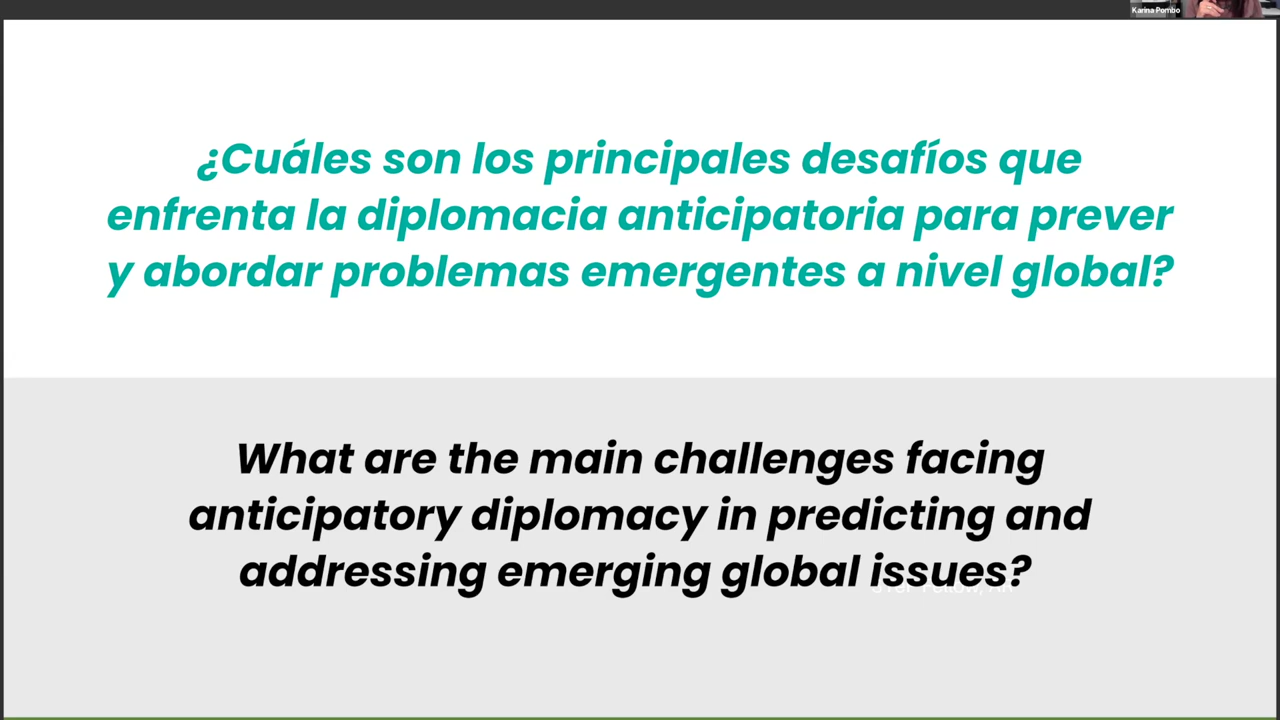 Karina Pombo
¿Cuáles son los principales desafíos que
enfrenta la diplomacia anticipatoria para prever
y abordar problemas emergentes a nivel global?
What are the main challenges facing
anticipatory diplomacy in predicting and
addressing emerging global issues?